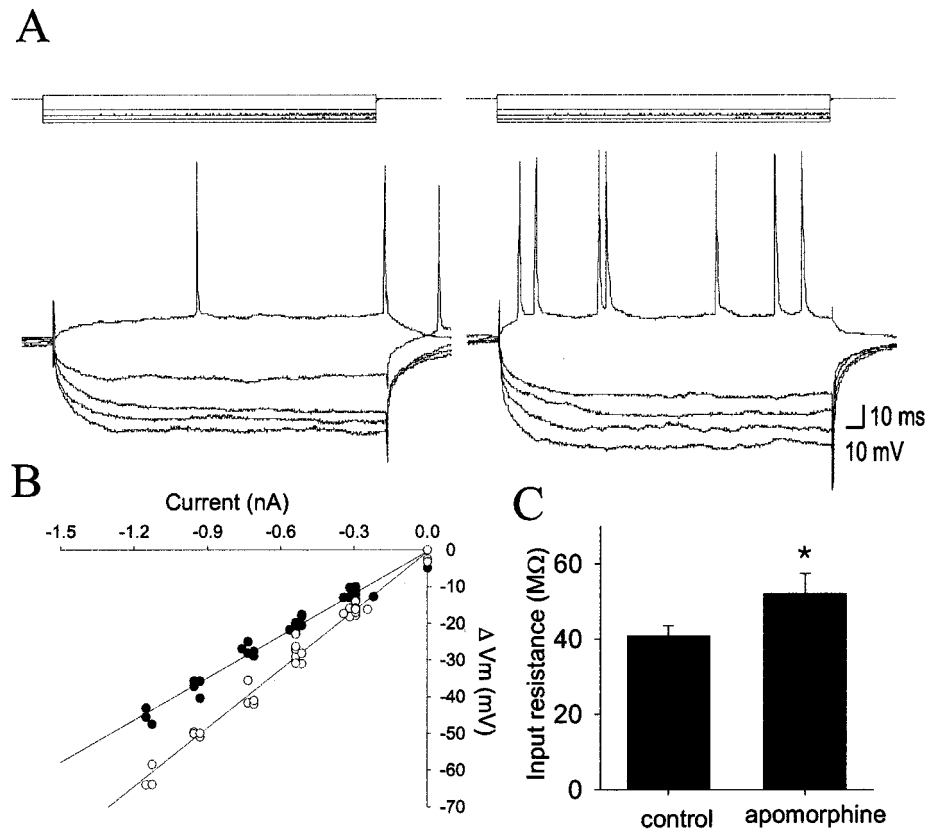 A
10 ms
10 mV
B
Current (nA)
-1.5 -1.2 -0.9 -0.6 -0.3 0.0
0
-10
-20
-30
-40
-50
-60
-70
Δ Vm (mV)
C
Input resistance (MΩ)
60
40
20
0
*
control apomorphine